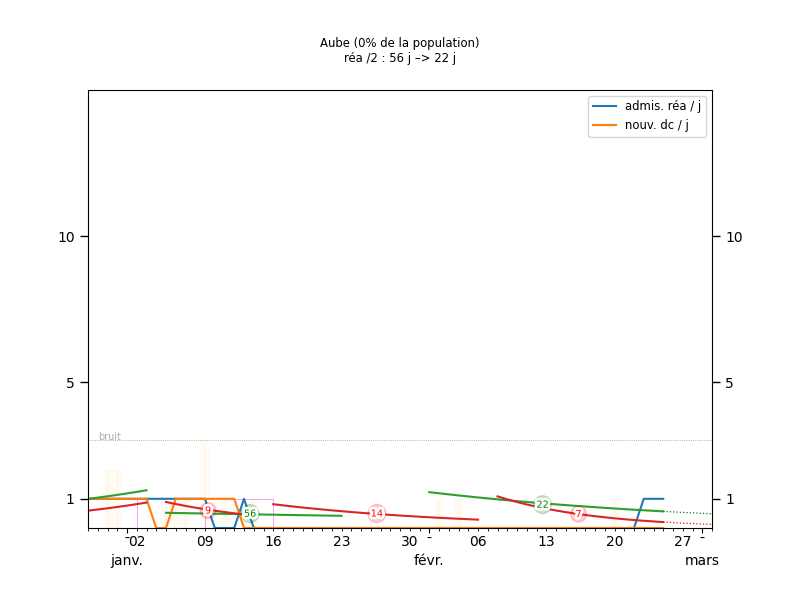 Aube (0% de la population)
réa /2 : 56 j –> 22 j
admis. réa / j
nouv. dc / j
10
10
5
5
bruit
1
1
9
56
14
22
7
02
09
16
23
30
06
13
20
27
janv.
févr.
mars